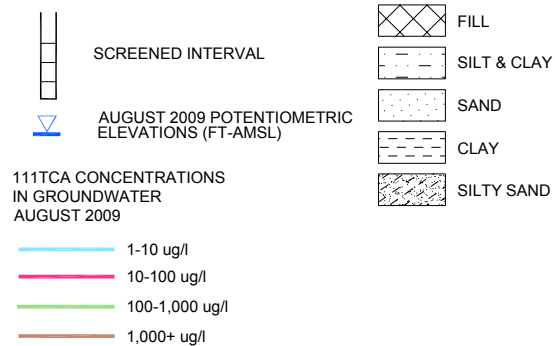 SCREENED INTERVAL
AUGUST 2009 POTENTIOMETRIC
ELEVATIONS (FT-AMSL)
111TCA CONCENTRATIONS
IN GROUNDWATER
AUGUST 2009
1-10 ug/l
10-100 ug/l
100-1,000 ug/l
1,000+ ug/l
FILL
SILT & CLAY
SAND
CLAY
SILTY SAND